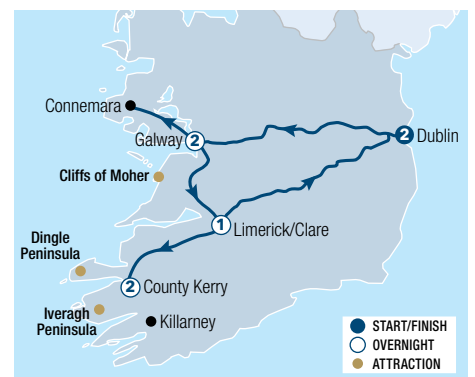 Connemara
Galway 2
2 Dublin
Cliffs of Moher
1
Limerick/Clare
Dingle
Peninsula
2 County Kerry
Iveragh
Peninsula
Killarney
START/FINISH
OVERNIGHT
ATTRACTION